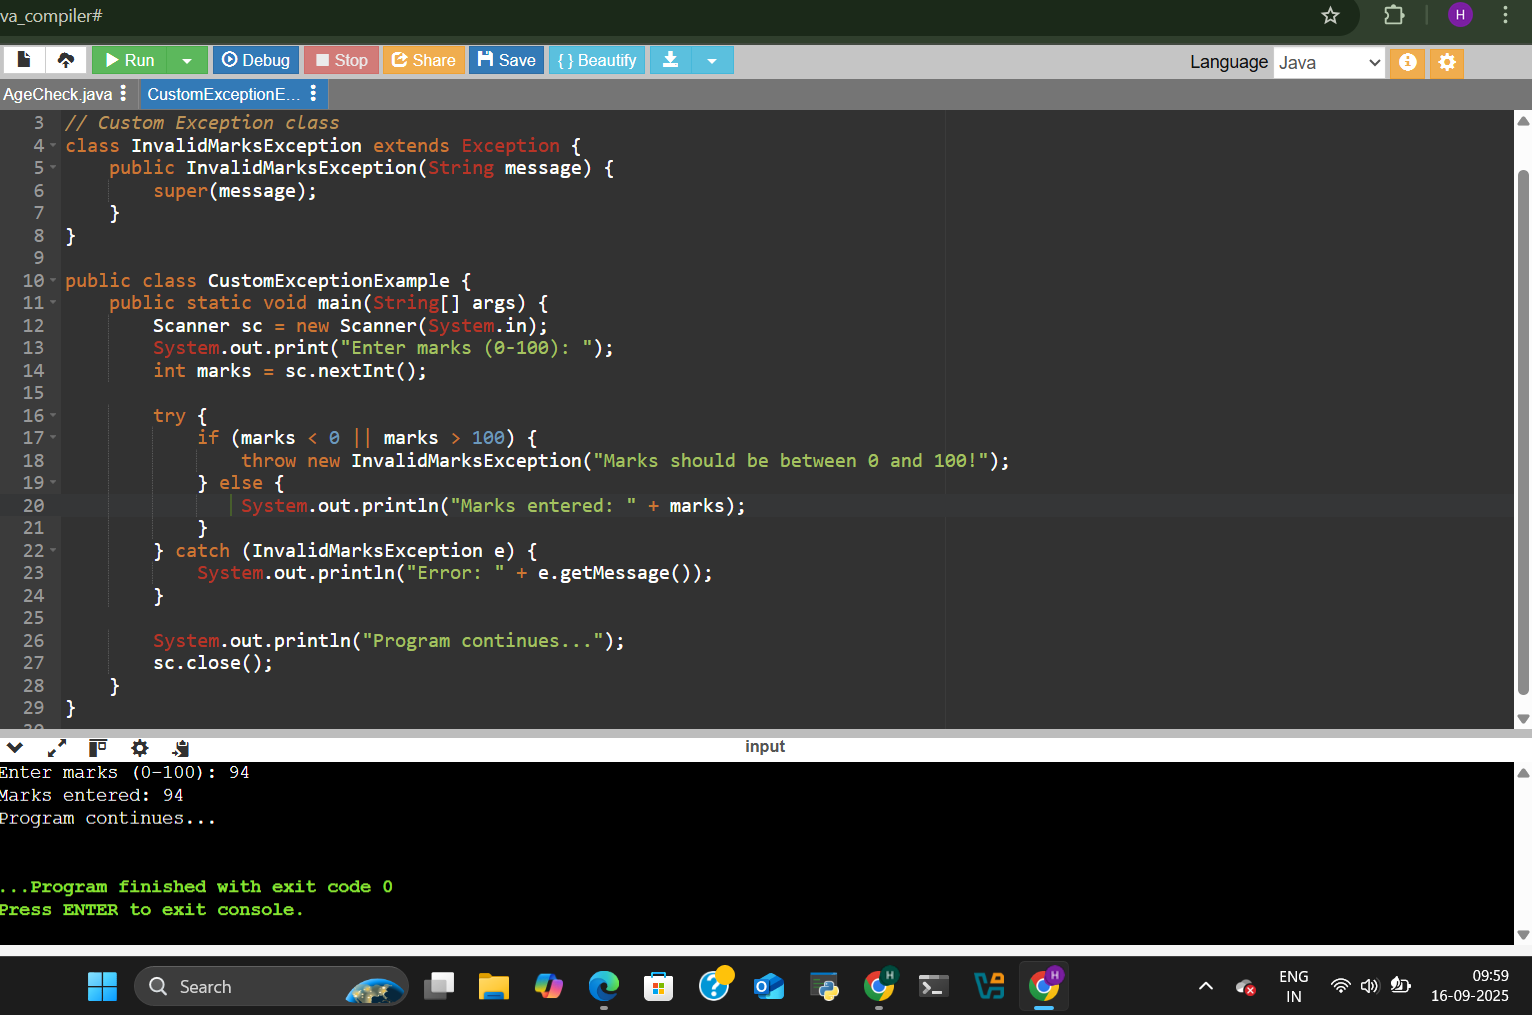 va_compiler#
H
Run Debug Stop Share Save { } Beautify Language Java
AgeCheck.java CustomExceptionE...
3 // Custom Exception class
4 class InvalidMarksException extends Exception {
5 public InvalidMarksException(String message) {
6 super(message);
7 }
8 }
9
10 public class CustomExceptionExample {
11 public static void main(String[] args) {
12 Scanner sc = new Scanner(System.in);
13 System.out.print("Enter marks (0-100): ");
14 int marks = sc.nextInt();
15
16 try {
17 if (marks < 0 || marks > 100) {
18 throw new InvalidMarksException("Marks should be between 0 and 100!");
19 } else {
20 System.out.println("Marks entered: " + marks);
21 }
22 } catch (InvalidMarksException e) {
23 System.out.println("Error: " + e.getMessage());
24 }
25
26 System.out.println("Program continues...");
27 sc.close();
28 }
29 }
30
input
Enter marks (0-100): 94
Marks entered: 94
Program continues...
...Program finished with exit code 0
Press ENTER to exit console.
Search
ENG
IN
09:59
16-09-2025